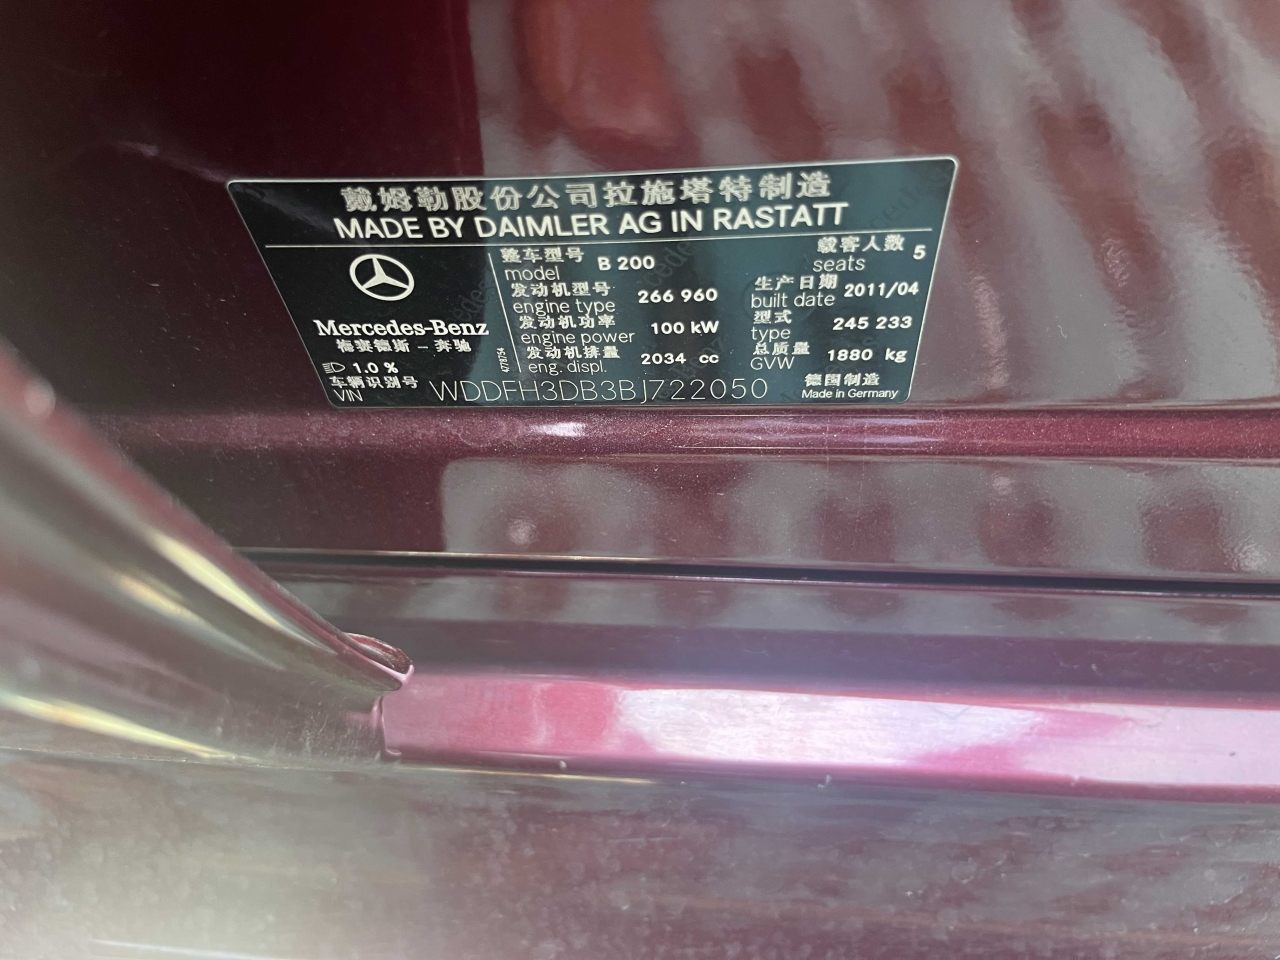 戴姆勒股份公司拉施塔特制造
MADE BY DAIMLER AG IN RASTATT
Mercedes-Benz
梅赛德斯－奔驰
1.0 %
整车型号
model B 200
发动机型号
engine type 266 960
发动机功率
engine power 100 kW
发动机排量
eng. displ. 2034 cc
载客人数
seats 5
生产日期
built date 2011/04
型式
type 245 233
总质量
GVW 1880 kg
车辆识别号
VIN WDDFH3DB3BJ722050
德国制造
Made in Germany